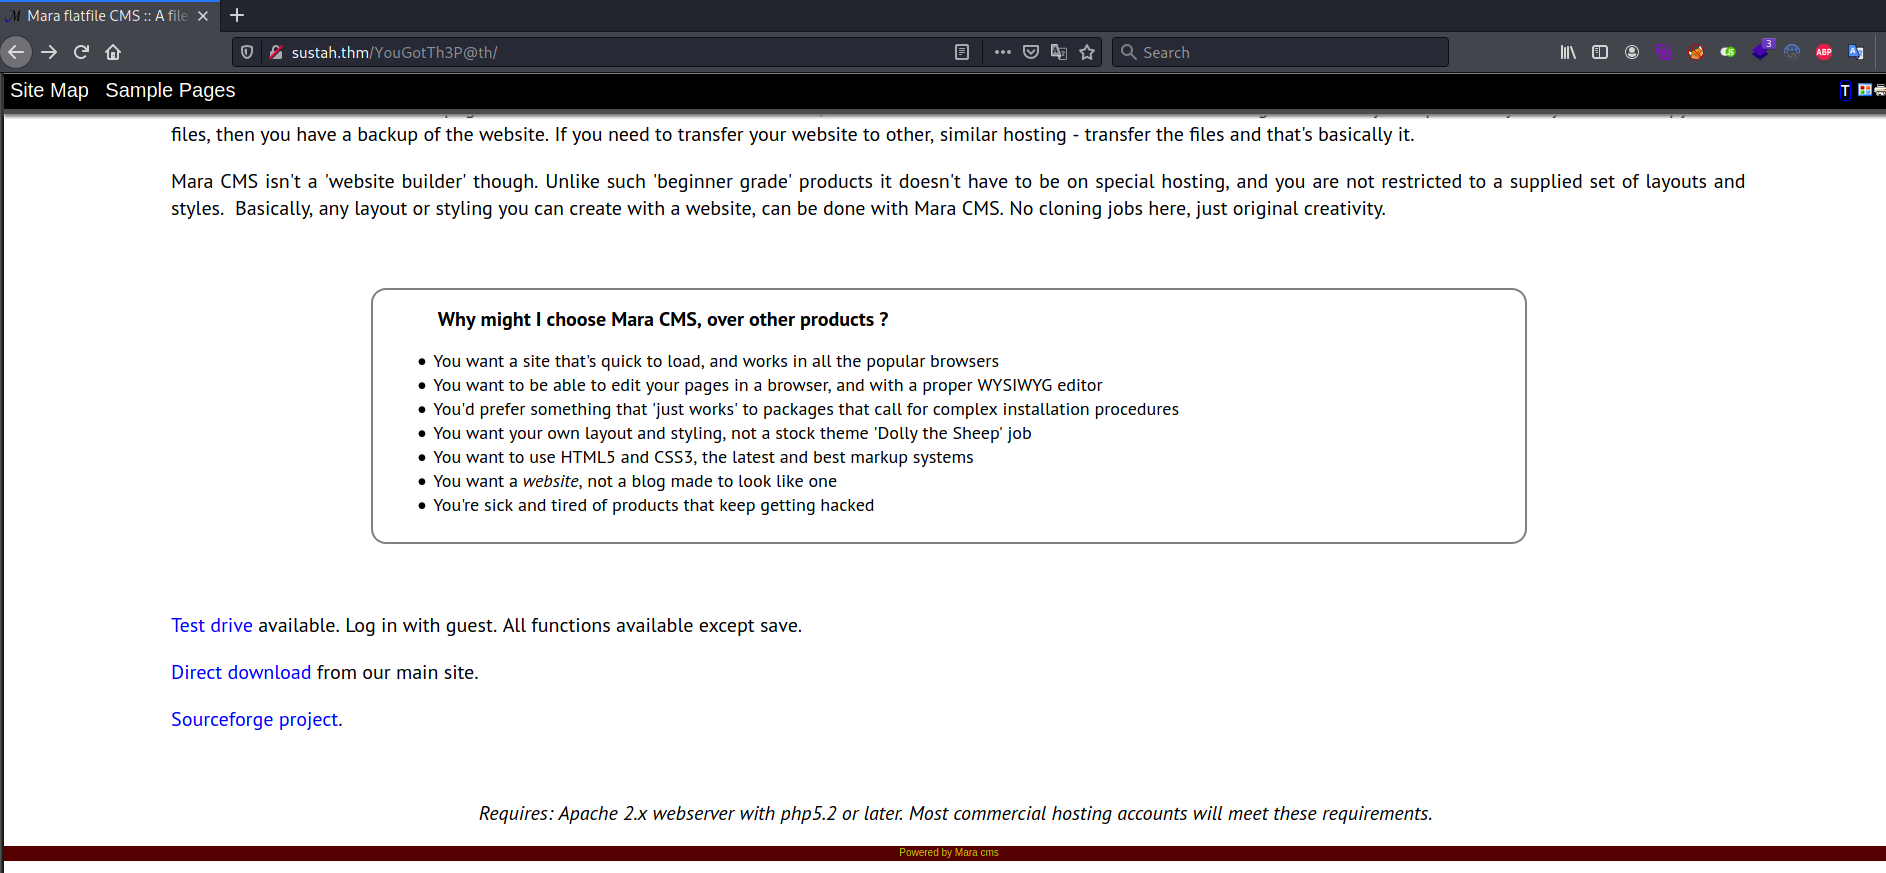 Mara flatfile CMS :: A file
sustah.thm/YouGotTh3P@th/
Search
3
ABP
Site Map Sample Pages
T
files, then you have a backup of the website. If you need to transfer your website to other, similar hosting - transfer the files and that's basically it.
Mara CMS isn't a 'website builder' though. Unlike such 'beginner grade' products it doesn't have to be on special hosting, and you are not restricted to a supplied set of layouts and
styles. Basically, any layout or styling you can create with a website, can be done with Mara CMS. No cloning jobs here, just original creativity.
Why might I choose Mara CMS, over other products ?
• You want a site that's quick to load, and works in all the popular browsers
• You want to be able to edit your pages in a browser, and with a proper WYSIWYG editor
• You'd prefer something that 'just works' to packages that call for complex installation procedures
• You want your own layout and styling, not a stock theme 'Dolly the Sheep' job
• You want to use HTML5 and CSS3, the latest and best markup systems
• You want a website, not a blog made to look like one
• You're sick and tired of products that keep getting hacked
Test drive available. Log in with guest. All functions available except save.
Direct download from our main site.
Sourceforge project.
Requires: Apache 2.x webserver with php5.2 or later. Most commercial hosting accounts will meet these requirements.
Powered by Mara cms